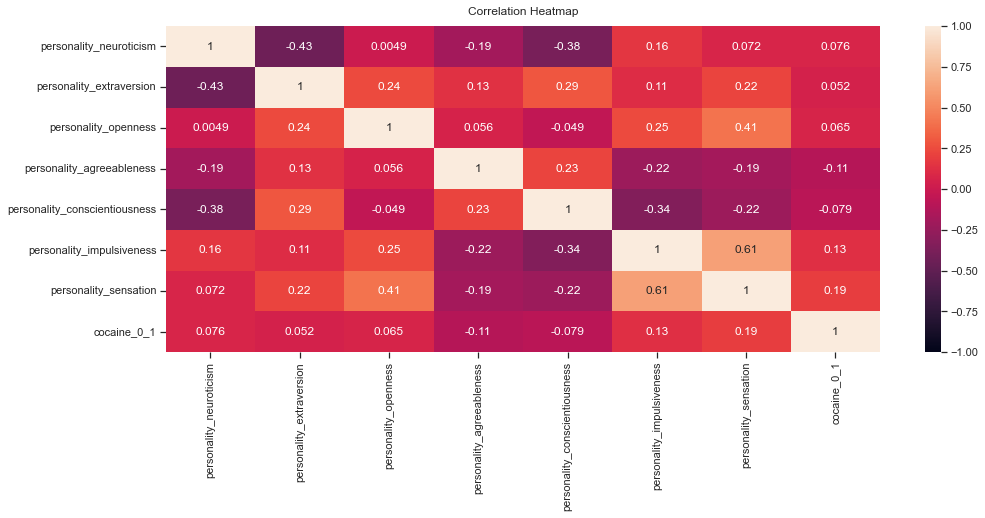 Correlation Heatmap
personality_neuroticism 1 -0.43 0.0049 -0.19 -0.38 0.16 0.072 0.076
personality_extraversion -0.43 1 0.24 0.13 0.29 0.11 0.22 0.052
personality_openness 0.0049 0.24 1 0.056 -0.049 0.25 0.41 0.065
personality_agreeableness -0.19 0.13 0.056 1 0.23 -0.22 -0.19 -0.11
personality_conscientiousness -0.38 0.29 -0.049 0.23 1 -0.34 -0.22 -0.079
personality_impulsiveness 0.16 0.11 0.25 -0.22 -0.34 1 0.61 0.13
personality_sensation 0.072 0.22 0.41 -0.19 -0.22 0.61 1 0.19
cocaine_0_1 0.076 0.052 0.065 -0.11 -0.079 0.13 0.19 1
personality_neuroticism
personality_extraversion
personality_openness
personality_agreeableness
personality_conscientiousness
personality_impulsiveness
personality_sensation
cocaine_0_1
1.00
0.75
0.50
0.25
0.00
-0.25
-0.50
-0.75
-1.00